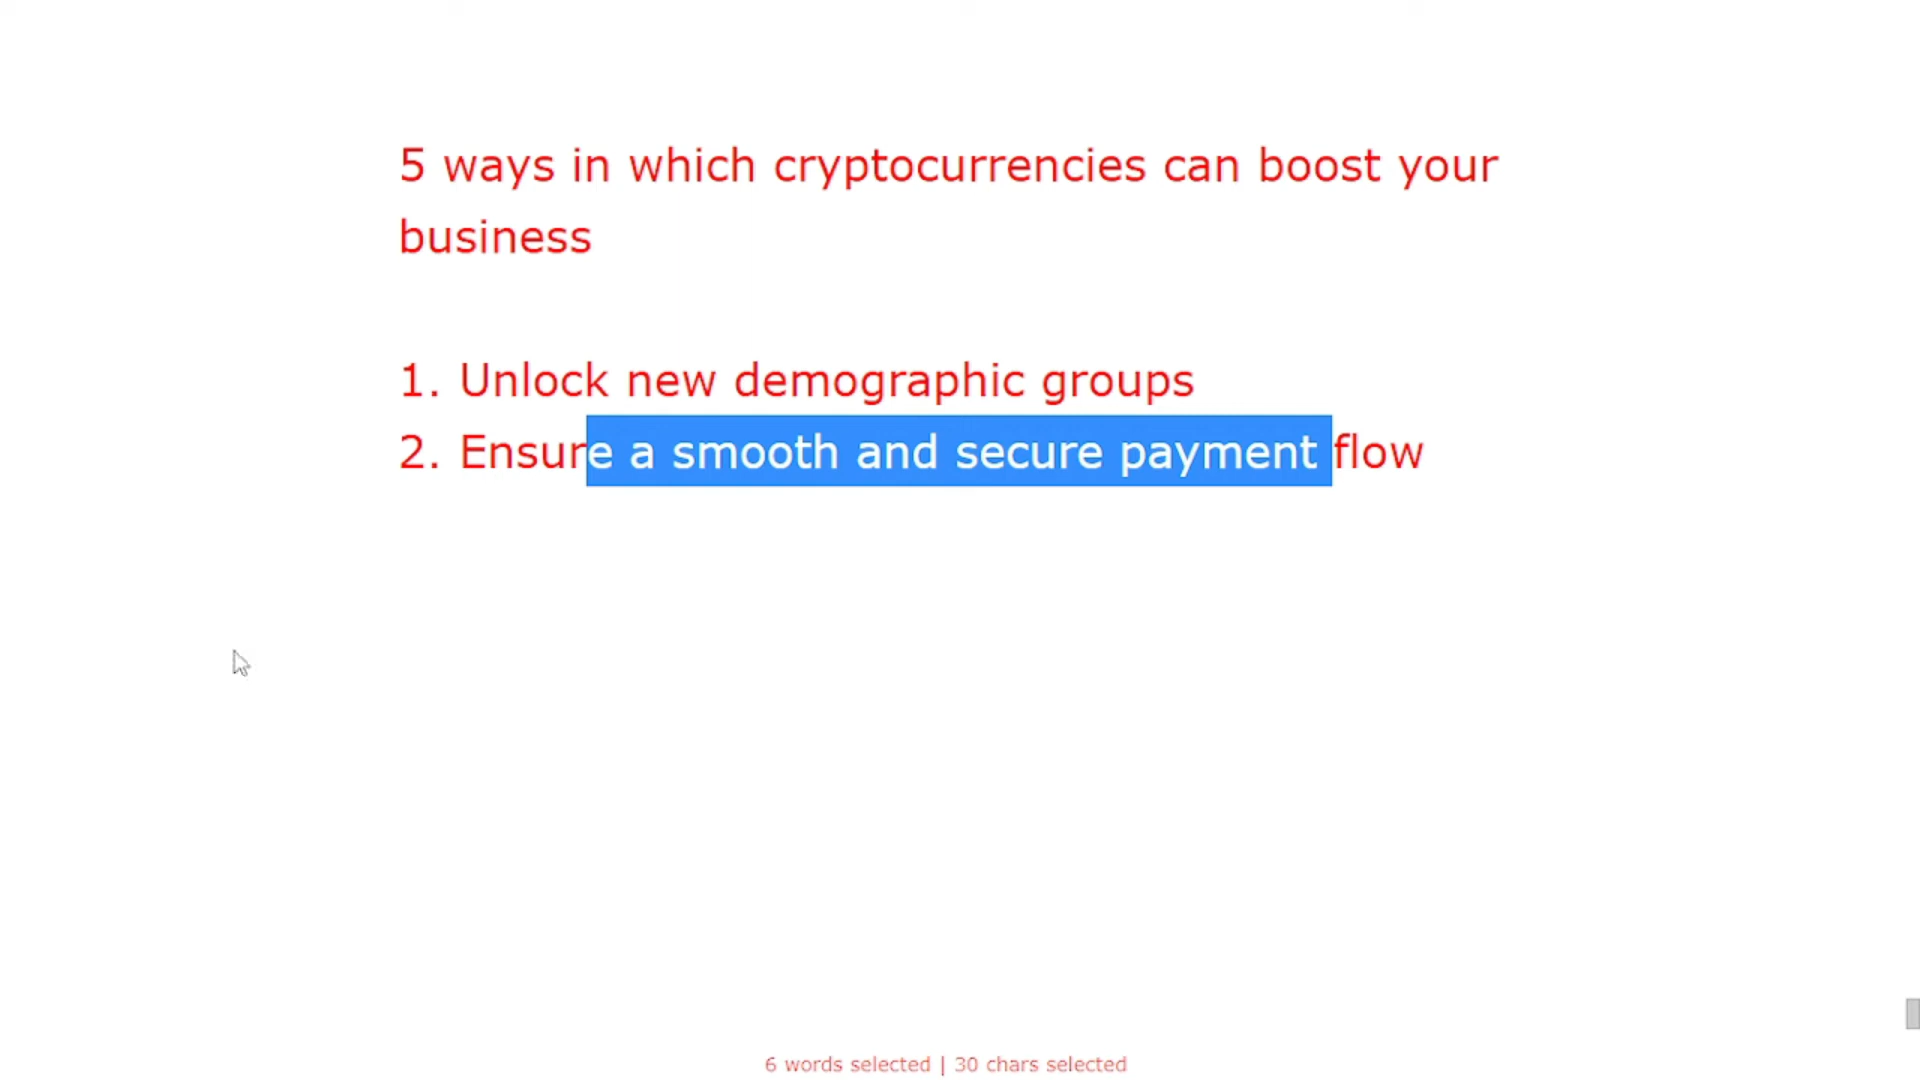 5 ways in which cryptocurrencies can boost your
business
1. Unlock new demographic groups
2. Ensure a smooth and secure payment flow
6 words selected | 30 chars selected